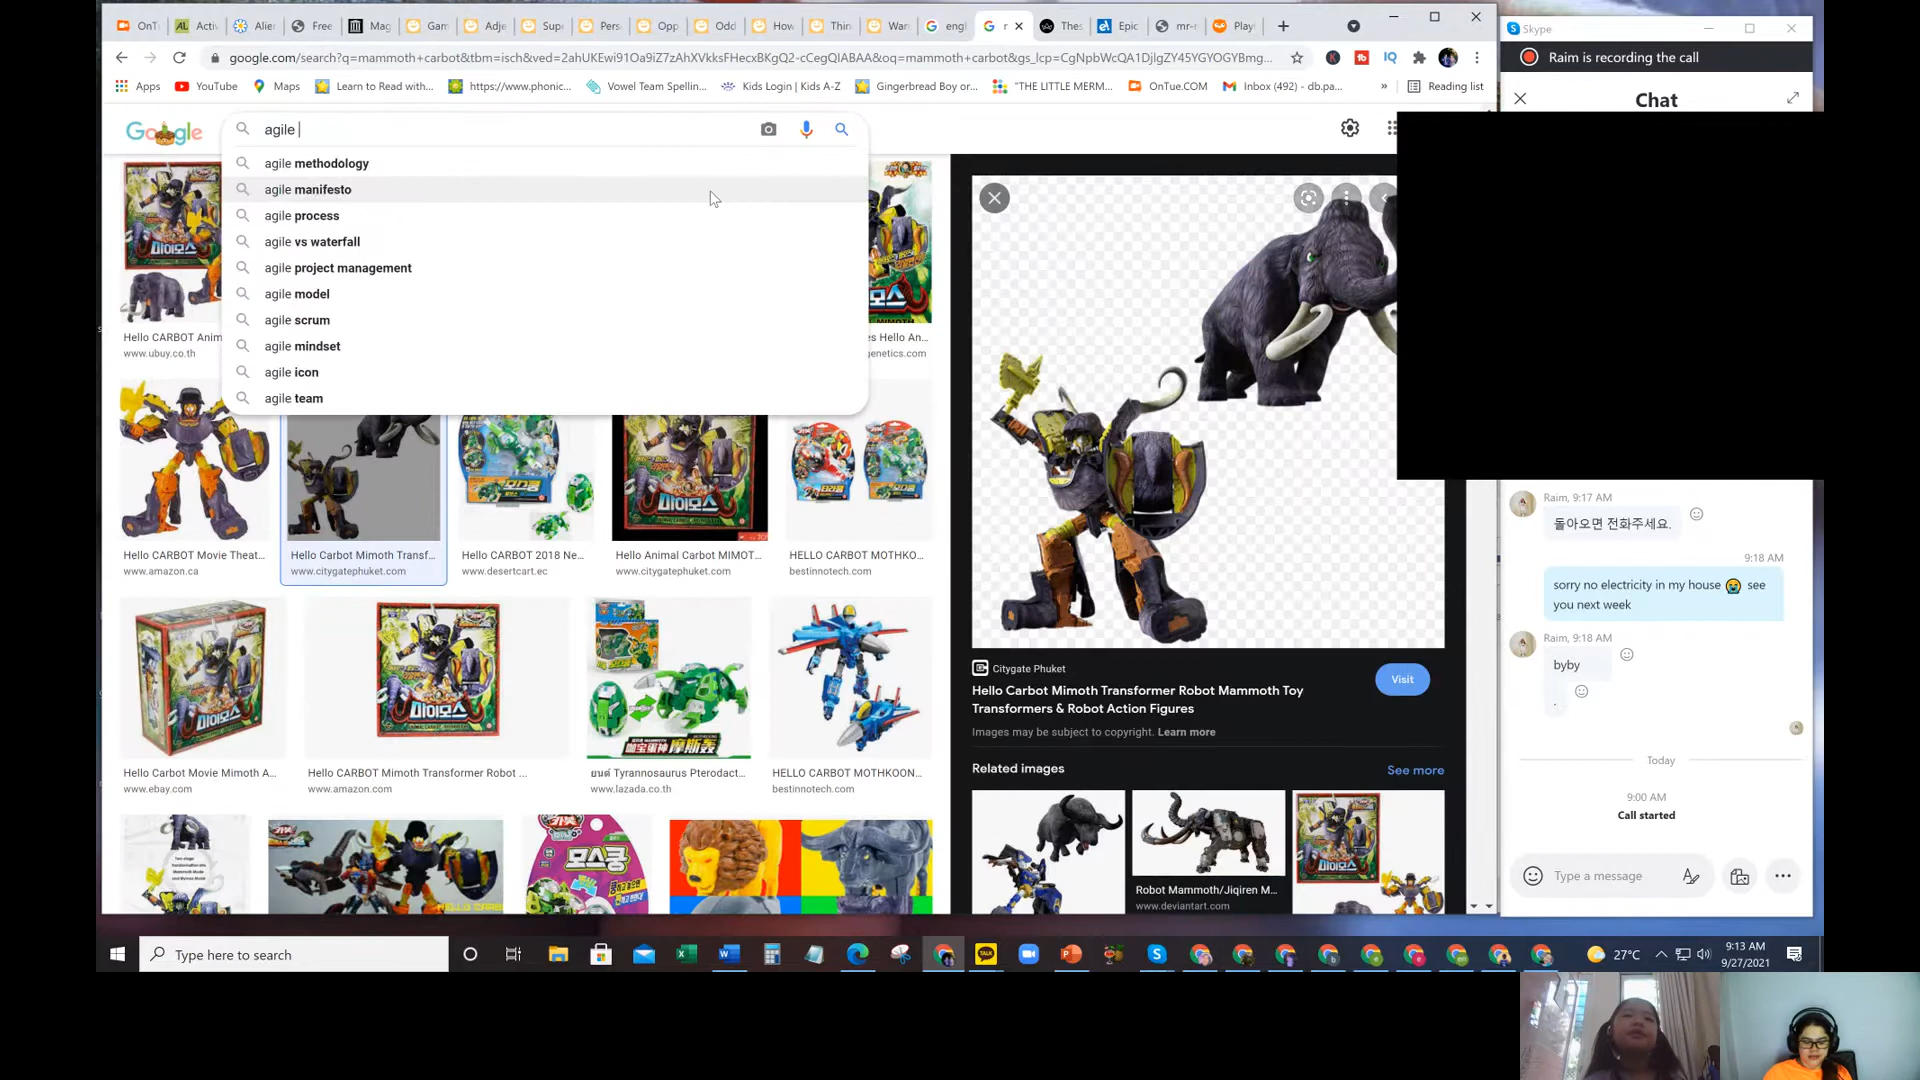 OnT
Acti
Alier
Free
Mag
Gam
Adje
Sup
Pers
Opp
Odd
How
Thin
War
engl
r
Thes
Epic
mr-r
Play
google.com/search?q=mammoth+carbot&tbm=isch&ved=2ahUKEwi91Oa9iZ7zAhXVkksFHecxBKgQ2-cCegQIABAA&oq=mammoth+carbot&gs_lcp=CgNpbWcQA1DjlgZY45YGYOGYBmg...
Apps
YouTube
Maps
Learn to Read with...
https://www.phonic...
Vowel Team Spellin...
Kids Login | Kids A-Z
Gingerbread Boy or...
"THE LITTLE MERM...
OnTue.COM
Inbox (492) - db.pa...
»
Reading list
Google
agile
agile methodology
agile manifesto
agile process
agile vs waterfall
agile project management
agile model
agile scrum
agile mindset
agile icon
agile team
Hello CARBOT Anim
www.ubuy.co.th
es Hello An...
genetics.com
Hello CARBOT Movie Theat...
www.amazon.ca
Hello Carbot Mimoth Transf...
www.citygatephuket.com
Hello CARBOT 2018 Ne...
www.desertcart.ec
Hello Animal Carbot MIMOT...
www.citygatephuket.com
HELLO CARBOT MOTHKO...
bestinnotech.com
마이모스
Hello Carbot Movie Mimoth A...
www.ebay.com
Hello CARBOT Mimoth Transformer Robot ...
www.amazon.com
ยนต์ Tyrannosaurus Pterodact...
www.lazada.co.th
HELLO CARBOT MOTHKOON...
bestinnotech.com
모스쿵
Citygate Phuket
Hello Carbot Mimoth Transformer Robot Mammoth Toy
Transformers & Robot Action Figures
Visit
Images may be subject to copyright. Learn more
Related images
See more
Robot Mammoth/Jiqiren M...
www.deviantart.com
Skype
Raim is recording the call
Chat
Raim, 9:17 AM
돌아오면 전화주세요.
9:18 AM
sorry no electricity in my house 😭 see
you next week
Raim, 9:18 AM
byby
.
Today
9:00 AM
Call started
Type a message
Type here to search
TALK
27°C
9:13 AM
9/27/2021